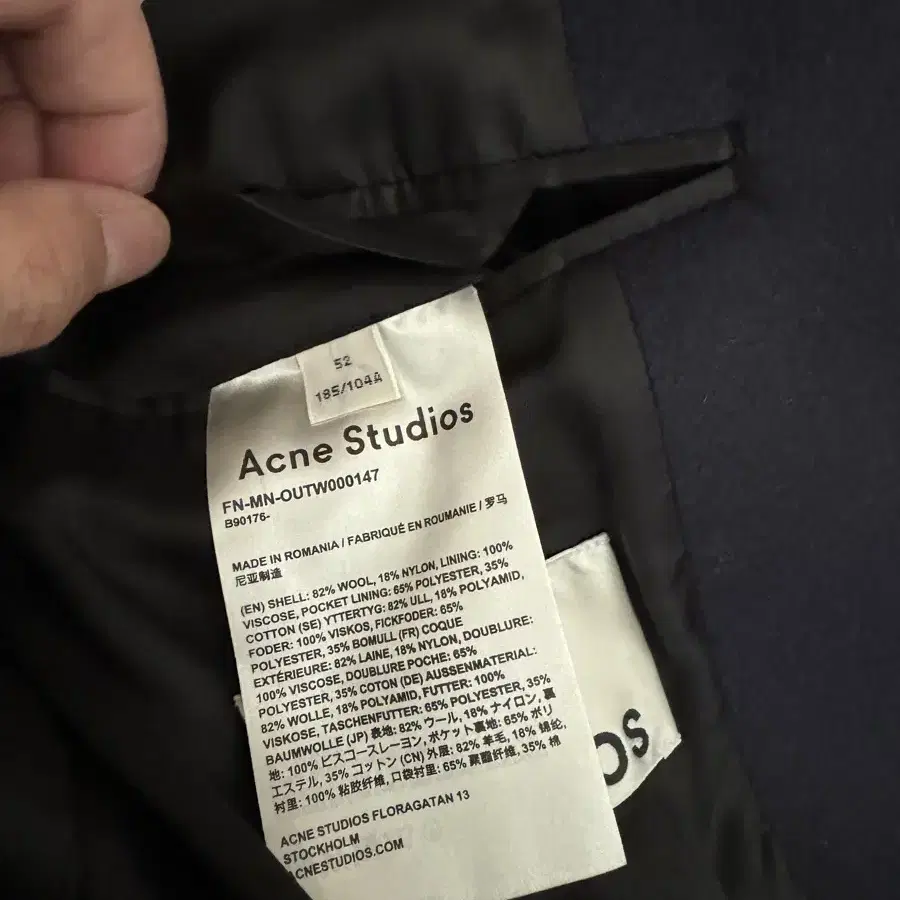 52
185/104A
Acne Studios
FN-MN-OUTW000147
B90176-
MADE IN ROMANIA / FABRIQUÉ EN ROUMANIE / 罗马
尼亚制造
(EN) SHELL: 82% WOOL, 18% NYLON, LINING: 100%
VISCOSE, POCKET LINING: 65% POLYESTER, 35%
COTTON (SE) YTTERTYG: 82% ULL, 18% POLYAMID,
FODER: 100% VISKOS, FICKFODER: 65%
POLYESTER, 35% BOMULL (FR) COQUE
EXTÉRIEURE: 82% LAINE, 18% NYLON, DOUBLURE:
100% VISCOSE, DOUBLURE POCHE: 65%
POLYESTER, 35% COTON (DE) AUSSENMATERIAL:
82% WOLLE, 18% POLYAMID, FUTTER: 100%
VISKOSE, TASCHENFUTTER: 65% POLYESTER, 35%
BAUMWOLLE (JP) 表地: 82% ウール, 18% ナイロン, 裏
地: 100% ビスコースレーヨン, ポケット裏地: 65% ポリ
エステル, 35% コットン (CN) 外层: 82% 羊毛, 18% 锦纶,
衬里: 100% 粘胶纤维, 口袋衬里: 65% 聚酯纤维, 35% 棉,
ACNE STUDIOS FLORAGATAN 13
STOCKHOLM
ACNESTUDIOS.COM
os